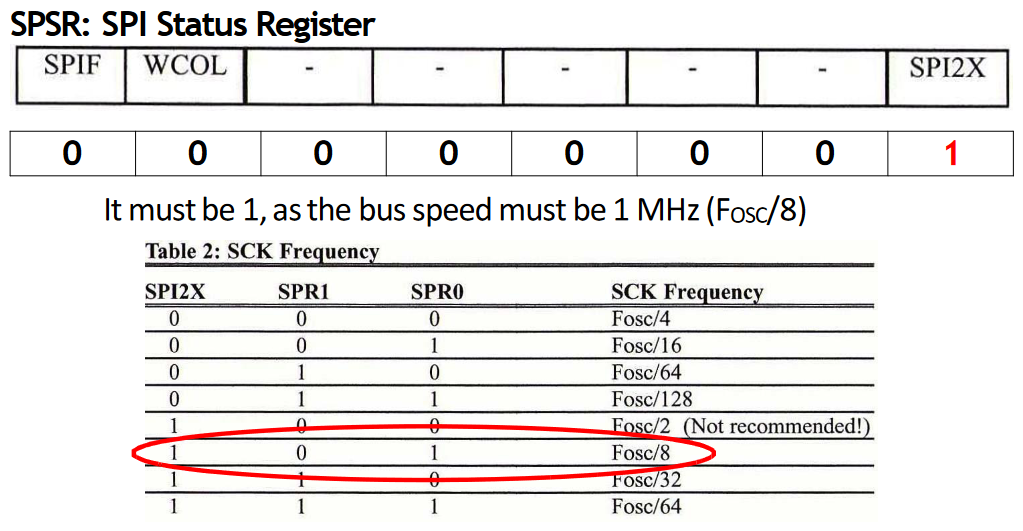 SPSR: SPI Status Register
SPIF WCOL - - - - - SPI2X
0 0 0 0 0 0 0 1
It must be 1, as the bus speed must be 1 MHz (FOSC/8)
Table 2: SCK Frequency
SPI2X SPR1 SPR0 SCK Frequency
0 0 0 Fosc/4
0 0 1 Fosc/16
0 1 0 Fosc/64
0 1 1 Fosc/128
1 0 0 Fosc/2 (Not recommended!)
1 0 1 Fosc/8
1 1 0 Fosc/32
1 1 1 Fosc/64